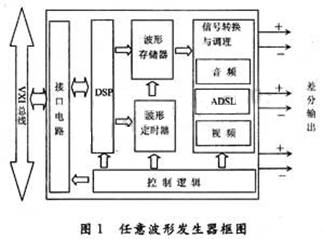 VXI总线
接口电路
DSP
波形
存储器
波形
定时器
信号转换
与调理
音频
ADSL
视频
控制逻辑
+
−
+
−
+
−
差分输出
图1 任意波形发生器框图